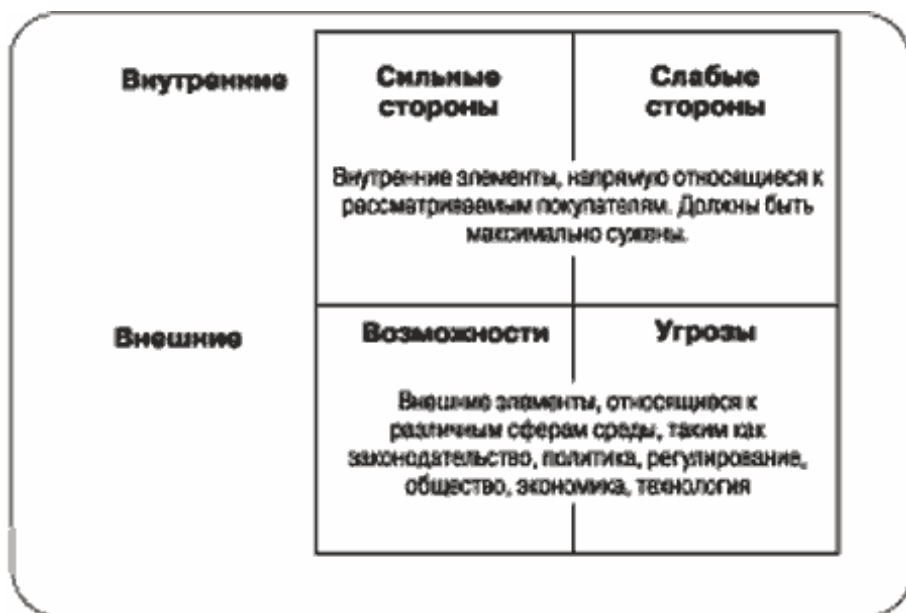 Внутренние
Сильные
стороны
Слабые
стороны
Внутренние элементы, напрямую относящиеся к
рассматриваемым покупателям. Должны быть
максимально сужены.
Внешние
Возможности
Угрозы
Внешние элементы, относящиеся к
различным сферам среды, таким как
законодательство, политика, регулирование,
общество, экономика, технология